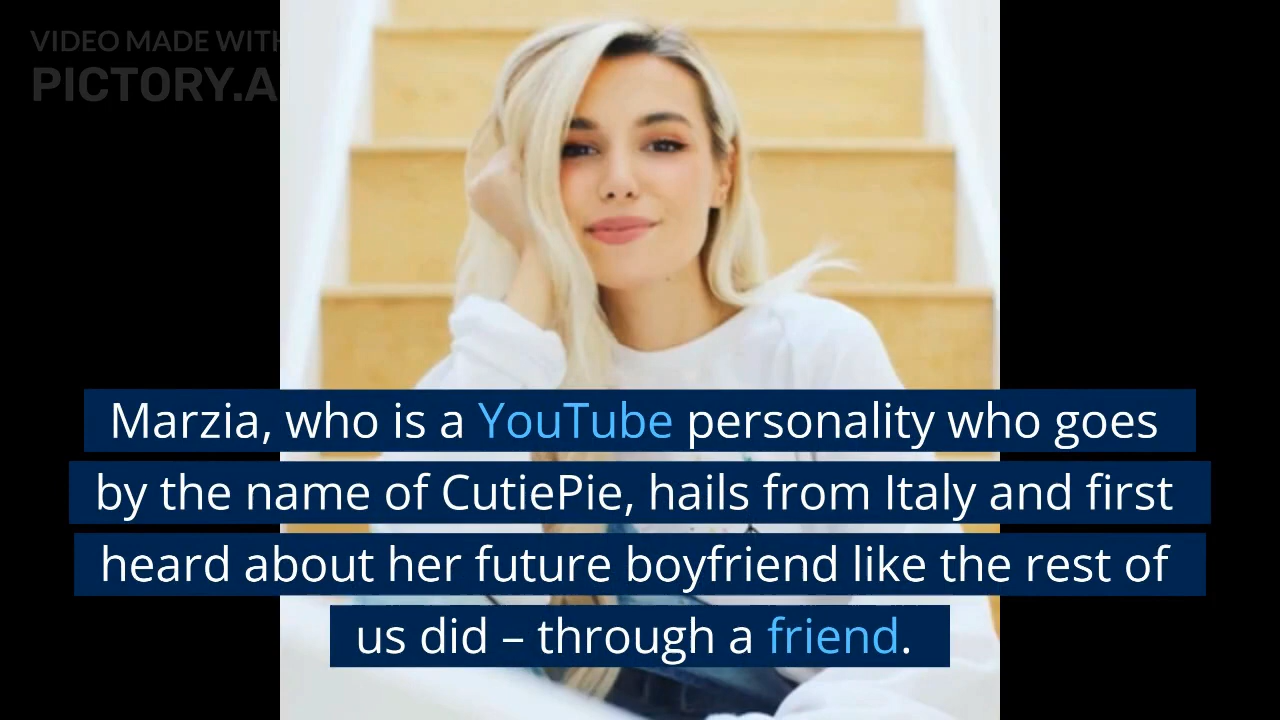 VIDEO MADE WITH
PICTORY.A
Marzia, who is a YouTube personality who goes
by the name of CutiePie, hails from Italy and first
heard about her future boyfriend like the rest of
us did – through a friend.